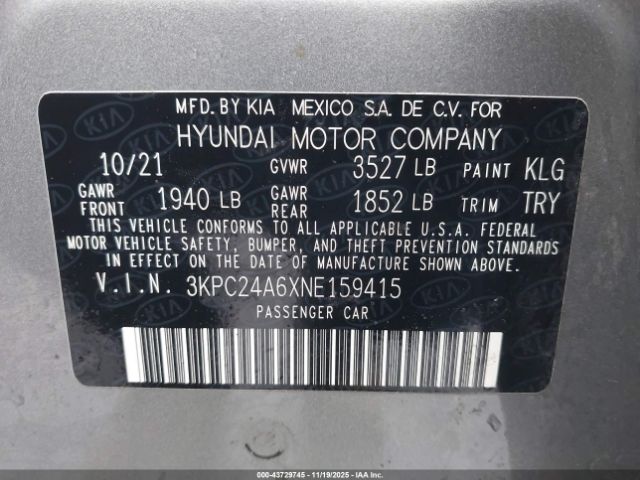 MFD. BY KIA MEXICO S.A. DE C.V. FOR
HYUNDAI MOTOR COMPANY
10/21 GVWR 3527 LB PAINT KLG
GAWR FRONT 1940 LB GAWR REAR 1852 LB TRIM TRY
THIS VEHICLE CONFORMS TO ALL APPLICABLE U.S.A. FEDERAL
MOTOR VEHICLE SAFETY, BUMPER, AND THEFT PREVENTION STANDARDS
IN EFFECT ON THE DATE OF MANUFACTURE SHOWN ABOVE.
V.I.N. 3KPC24A6XNE159415
PASSENGER CAR
000-43729745 - 11/19/2025 - IAAI.COM